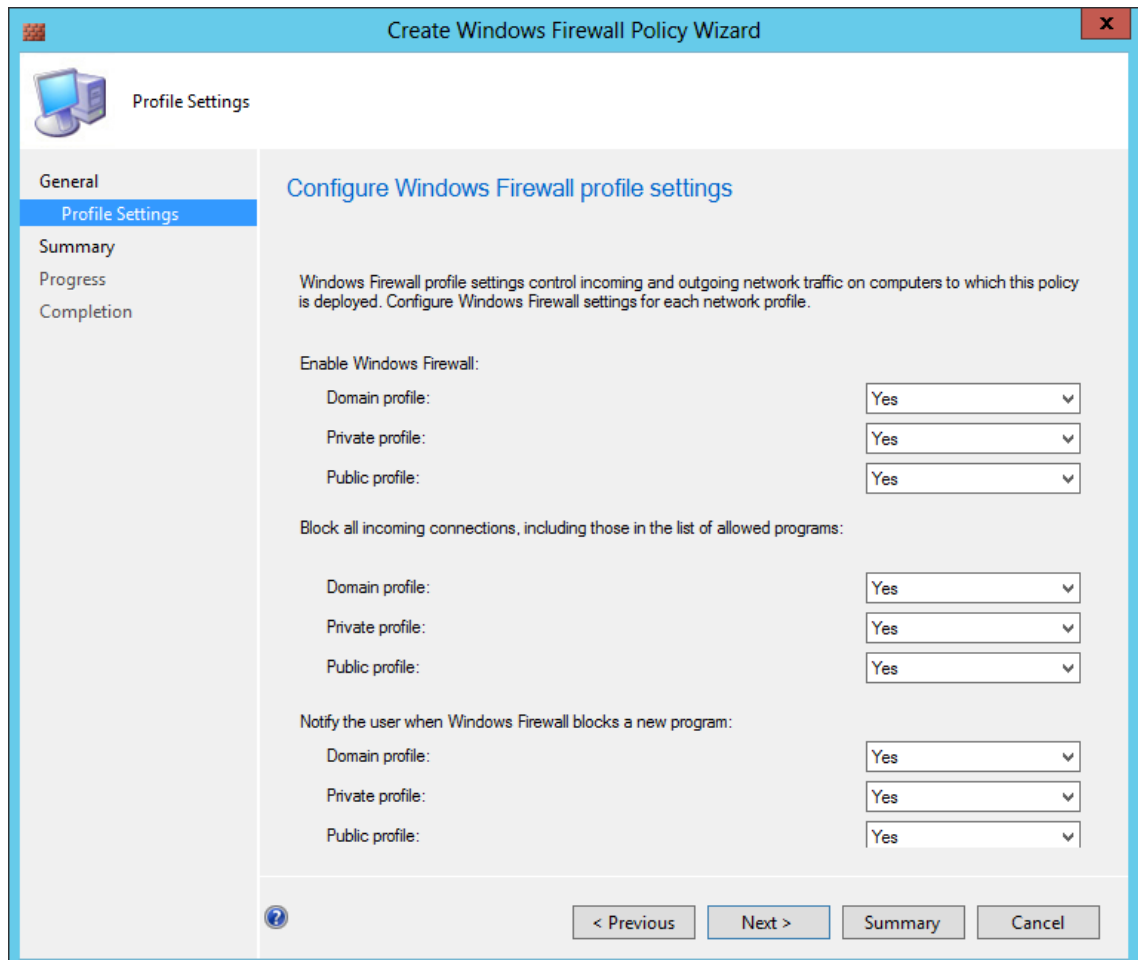 Create Windows Firewall Policy Wizard
x
Profile Settings
General
Profile Settings
Summary
Progress
Completion
Configure Windows Firewall profile settings
Windows Firewall profile settings control incoming and outgoing network traffic on computers to which this policy
is deployed. Configure Windows Firewall settings for each network profile.
Enable Windows Firewall:
Domain profile: Yes
Private profile: Yes
Public profile: Yes
Block all incoming connections, including those in the list of allowed programs:
Domain profile: Yes
Private profile: Yes
Public profile: Yes
Notify the user when Windows Firewall blocks a new program:
Domain profile: Yes
Private profile: Yes
Public profile: Yes
? < Previous Next > Summary Cancel